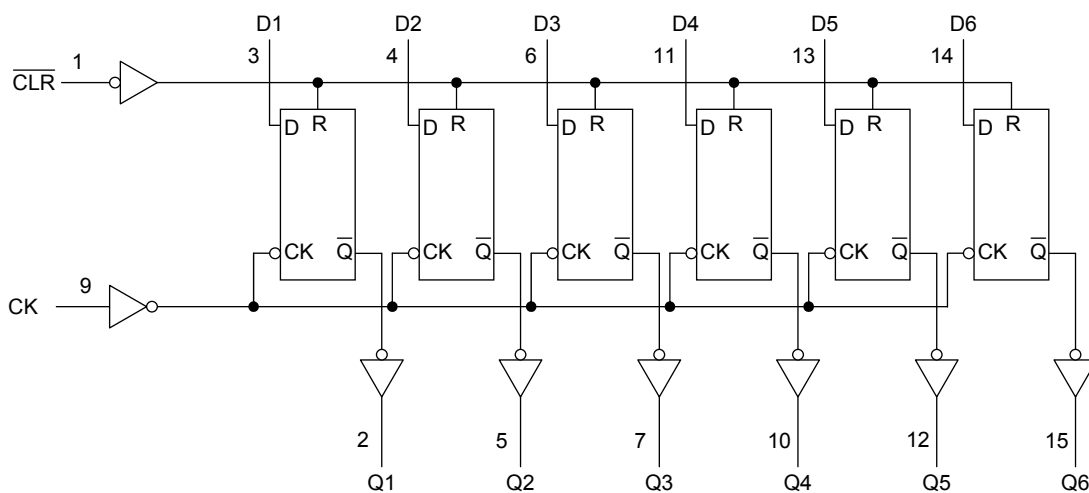 D1 D2 D3 D4 D5 D6
3 4 6 11 13 14
C̅L̅R̅ 1
D R D R D R D R D R D R
CK Q̅ CK Q̅ CK Q̅ CK Q̅ CK Q̅ CK Q̅
CK 9
2 5 7 10 12 15
Q1 Q2 Q3 Q4 Q5 Q6